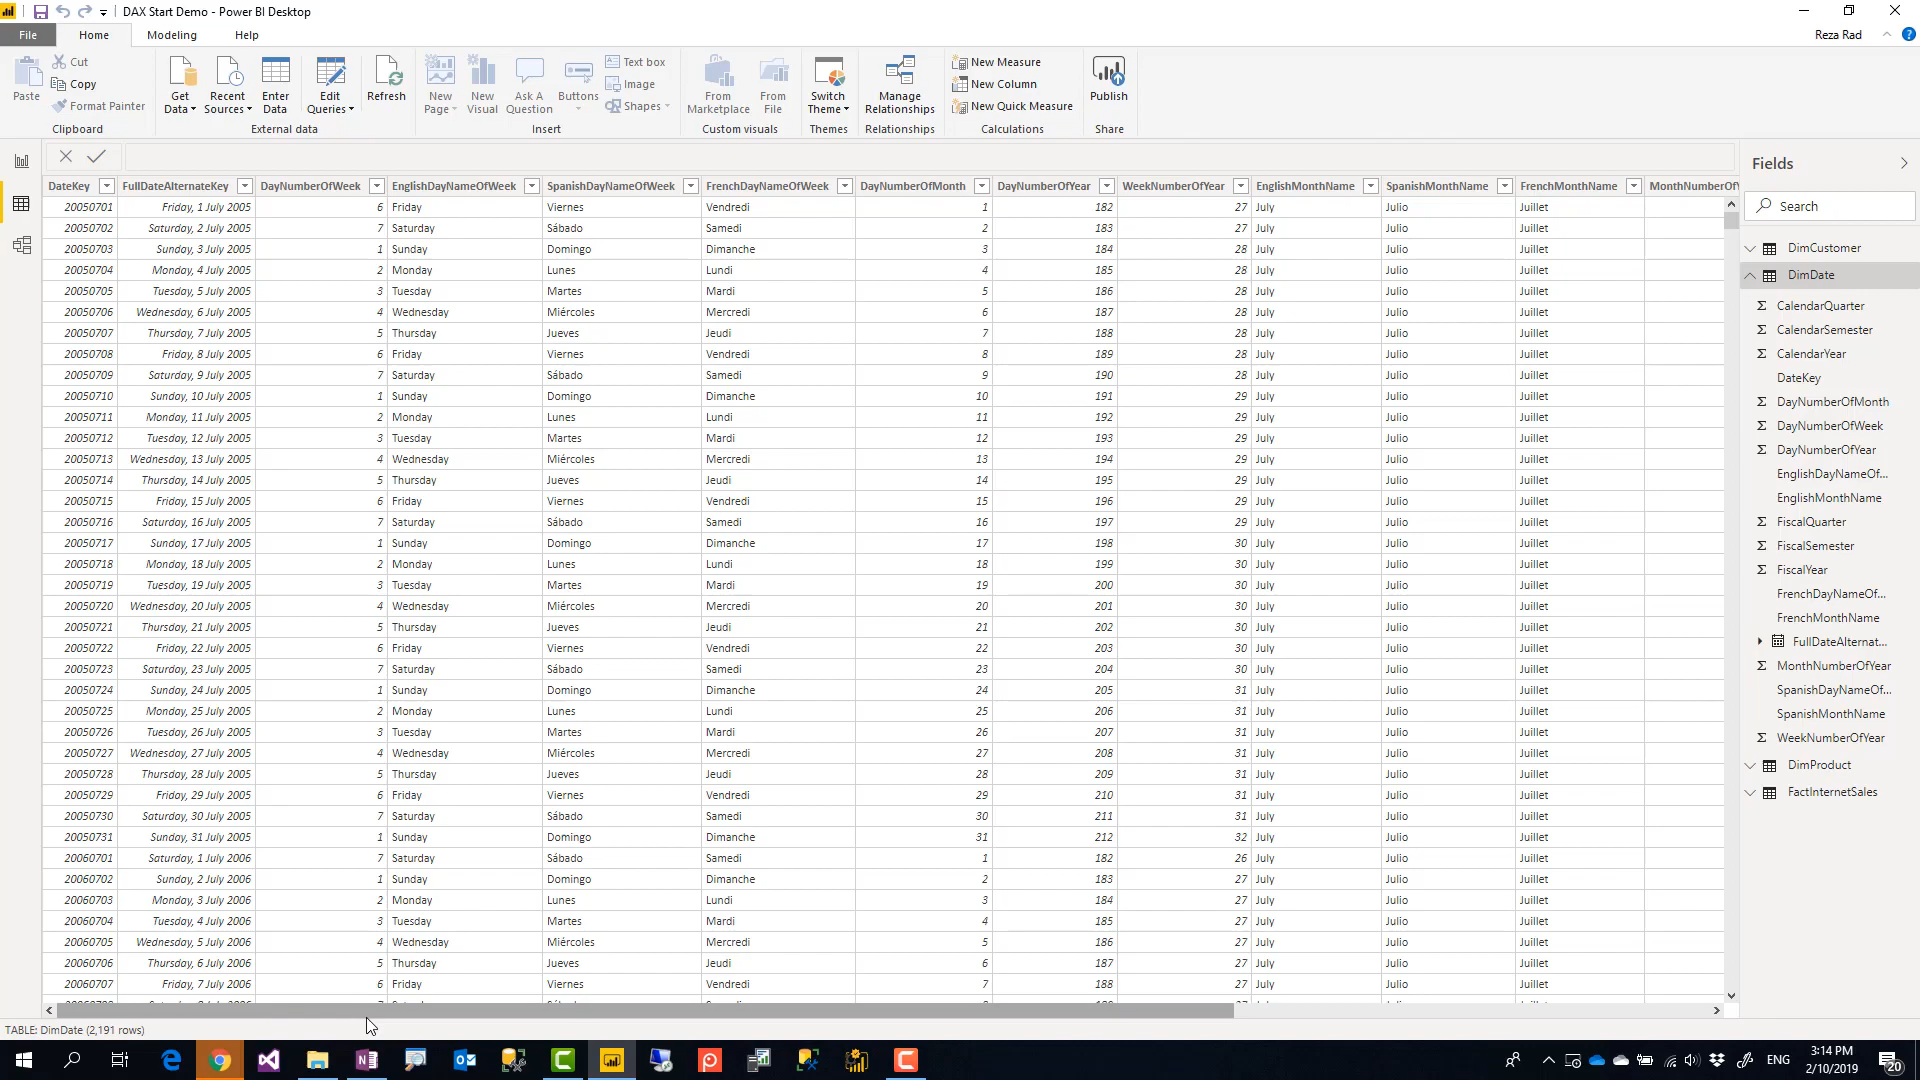 DAX Start Demo - Power BI Desktop
File Home Modeling Help Reza Rad
Paste Cut Copy Format Painter
Get Data Recent Sources Enter Data Edit Queries Refresh
New Page New Visual Ask A Question Buttons Text box Image Shapes
From Marketplace From File Switch Theme Manage Relationships
New Measure New Column New Quick Measure Publish
Clipboard External data Insert Custom visuals Themes Relationships Calculations Share
DateKey FullDateAlternateKey DayNumberOfWeek EnglishDayNameOfWeek SpanishDayNameOfWeek FrenchDayNameOfWeek DayNumberOfMonth DayNumberOfYear WeekNumberOfYear EnglishMonthName SpanishMonthName FrenchMonthName MonthNumberOfY
20050701 Friday, 1 July 2005 6 Friday Viernes Vendredi 1 182 27 July Julio Juillet
20050702 Saturday, 2 July 2005 7 Saturday Sábado Samedi 2 183 27 July Julio Juillet
20050703 Sunday, 3 July 2005 1 Sunday Domingo Dimanche 3 184 28 July Julio Juillet
20050704 Monday, 4 July 2005 2 Monday Lunes Lundi 4 185 28 July Julio Juillet
20050705 Tuesday, 5 July 2005 3 Tuesday Martes Mardi 5 186 28 July Julio Juillet
20050706 Wednesday, 6 July 2005 4 Wednesday Miércoles Mercredi 6 187 28 July Julio Juillet
20050707 Thursday, 7 July 2005 5 Thursday Jueves Jeudi 7 188 28 July Julio Juillet
20050708 Friday, 8 July 2005 6 Friday Viernes Vendredi 8 189 28 July Julio Juillet
20050709 Saturday, 9 July 2005 7 Saturday Sábado Samedi 9 190 28 July Julio Juillet
20050710 Sunday, 10 July 2005 1 Sunday Domingo Dimanche 10 191 29 July Julio Juillet
20050711 Monday, 11 July 2005 2 Monday Lunes Lundi 11 192 29 July Julio Juillet
20050712 Tuesday, 12 July 2005 3 Tuesday Martes Mardi 12 193 29 July Julio Juillet
20050713 Wednesday, 13 July 2005 4 Wednesday Miércoles Mercredi 13 194 29 July Julio Juillet
20050714 Thursday, 14 July 2005 5 Thursday Jueves Jeudi 14 195 29 July Julio Juillet
20050715 Friday, 15 July 2005 6 Friday Viernes Vendredi 15 196 29 July Julio Juillet
20050716 Saturday, 16 July 2005 7 Saturday Sábado Samedi 16 197 29 July Julio Juillet
20050717 Sunday, 17 July 2005 1 Sunday Domingo Dimanche 17 198 30 July Julio Juillet
20050718 Monday, 18 July 2005 2 Monday Lunes Lundi 18 199 30 July Julio Juillet
20050719 Tuesday, 19 July 2005 3 Tuesday Martes Mardi 19 200 30 July Julio Juillet
20050720 Wednesday, 20 July 2005 4 Wednesday Miércoles Mercredi 20 201 30 July Julio Juillet
20050721 Thursday, 21 July 2005 5 Thursday Jueves Jeudi 21 202 30 July Julio Juillet
20050722 Friday, 22 July 2005 6 Friday Viernes Vendredi 22 203 30 July Julio Juillet
20050723 Saturday, 23 July 2005 7 Saturday Sábado Samedi 23 204 30 July Julio Juillet
20050724 Sunday, 24 July 2005 1 Sunday Domingo Dimanche 24 205 31 July Julio Juillet
20050725 Monday, 25 July 2005 2 Monday Lunes Lundi 25 206 31 July Julio Juillet
20050726 Tuesday, 26 July 2005 3 Tuesday Martes Mardi 26 207 31 July Julio Juillet
20050727 Wednesday, 27 July 2005 4 Wednesday Miércoles Mercredi 27 208 31 July Julio Juillet
20050728 Thursday, 28 July 2005 5 Thursday Jueves Jeudi 28 209 31 July Julio Juillet
20050729 Friday, 29 July 2005 6 Friday Viernes Vendredi 29 210 31 July Julio Juillet
20050730 Saturday, 30 July 2005 7 Saturday Sábado Samedi 30 211 31 July Julio Juillet
20050731 Sunday, 31 July 2005 1 Sunday Domingo Dimanche 31 212 32 July Julio Juillet
20060701 Saturday, 1 July 2006 7 Saturday Sábado Samedi 1 182 26 July Julio Juillet
20060702 Sunday, 2 July 2006 1 Sunday Domingo Dimanche 2 183 27 July Julio Juillet
20060703 Monday, 3 July 2006 2 Monday Lunes Lundi 3 184 27 July Julio Juillet
20060704 Tuesday, 4 July 2006 3 Tuesday Martes Mardi 4 185 27 July Julio Juillet
20060705 Wednesday, 5 July 2006 4 Wednesday Miércoles Mercredi 5 186 27 July Julio Juillet
20060706 Thursday, 6 July 2006 5 Thursday Jueves Jeudi 6 187 27 July Julio Juillet
20060707 Friday, 7 July 2006 6 Friday Viernes Vendredi 7 188 27 July Julio Juillet
Fields
Search
DimCustomer
DimDate
CalendarQuarter
CalendarSemester
CalendarYear
DateKey
DayNumberOfMonth
DayNumberOfWeek
DayNumberOfYear
EnglishDayNameOf...
EnglishMonthName
FiscalQuarter
FiscalSemester
FiscalYear
FrenchDayNameOf...
FrenchMonthName
FullDateAlternat...
MonthNumberOfYear
SpanishDayNameOf...
SpanishMonthName
WeekNumberOfYear
DimProduct
FactInternetSales
TABLE: DimDate (2,191 rows)
ENG
3:14 PM
2/10/2019
20